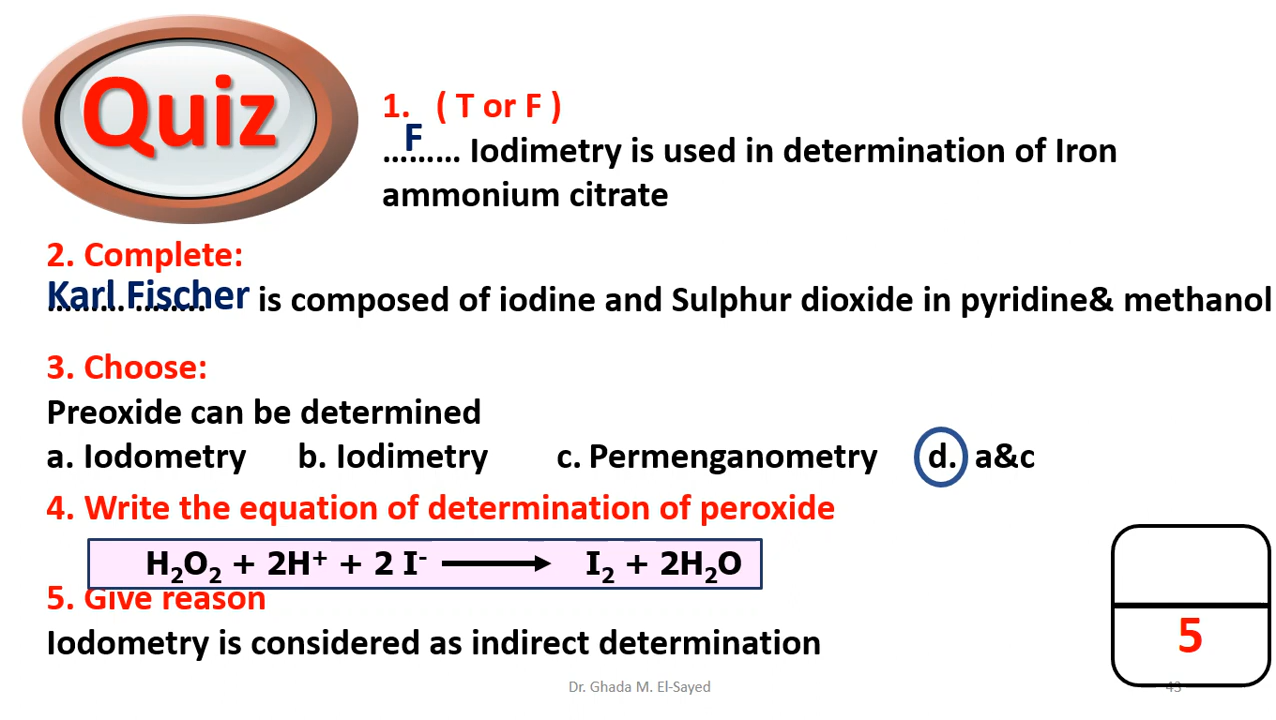 Quiz
1. ( T or F )
F
……… Iodimetry is used in determination of Iron
ammonium citrate
2. Complete:
Karl Fischer is composed of iodine and Sulphur dioxide in pyridine& methanol
3. Choose:
Preoxide can be determined
a. Iodometry b. Iodimetry c. Permenganometry d. a&c
4. Write the equation of determination of peroxide
H₂O₂ + 2H⁺ + 2 I⁻ ⟶ I₂ + 2H₂O
5. Give reason
Iodometry is considered as indirect determination
5
Dr. Ghada M. El-Sayed
43